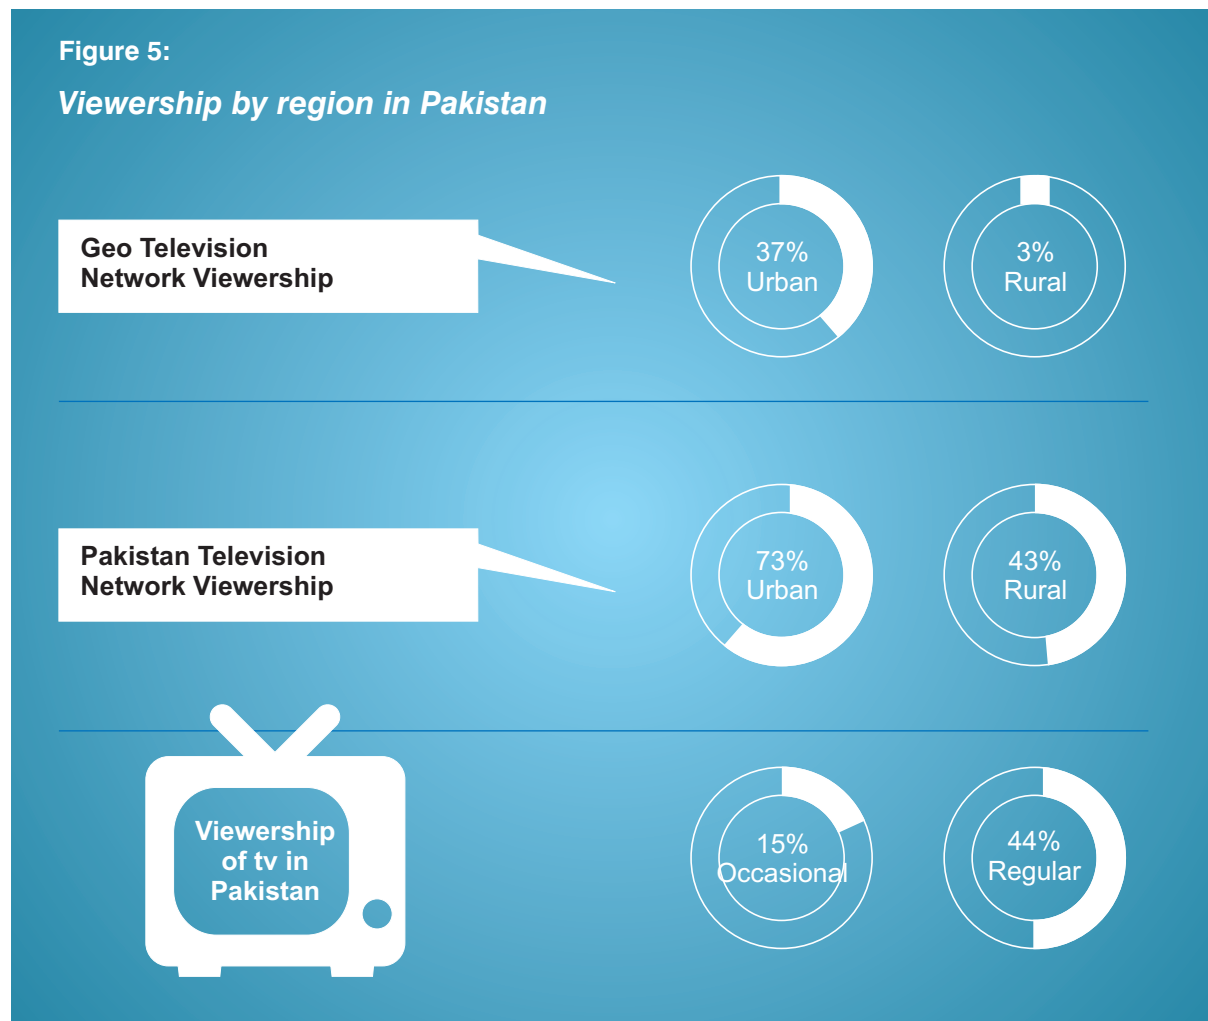 Figure 5:
Viewership by region in Pakistan
Geo Television
Network Viewership
37%
Urban
3%
Rural
Pakistan Television
Network Viewership
73%
Urban
43%
Rural
Viewership
of tv in
Pakistan
15%
Occasional
44%
Regular